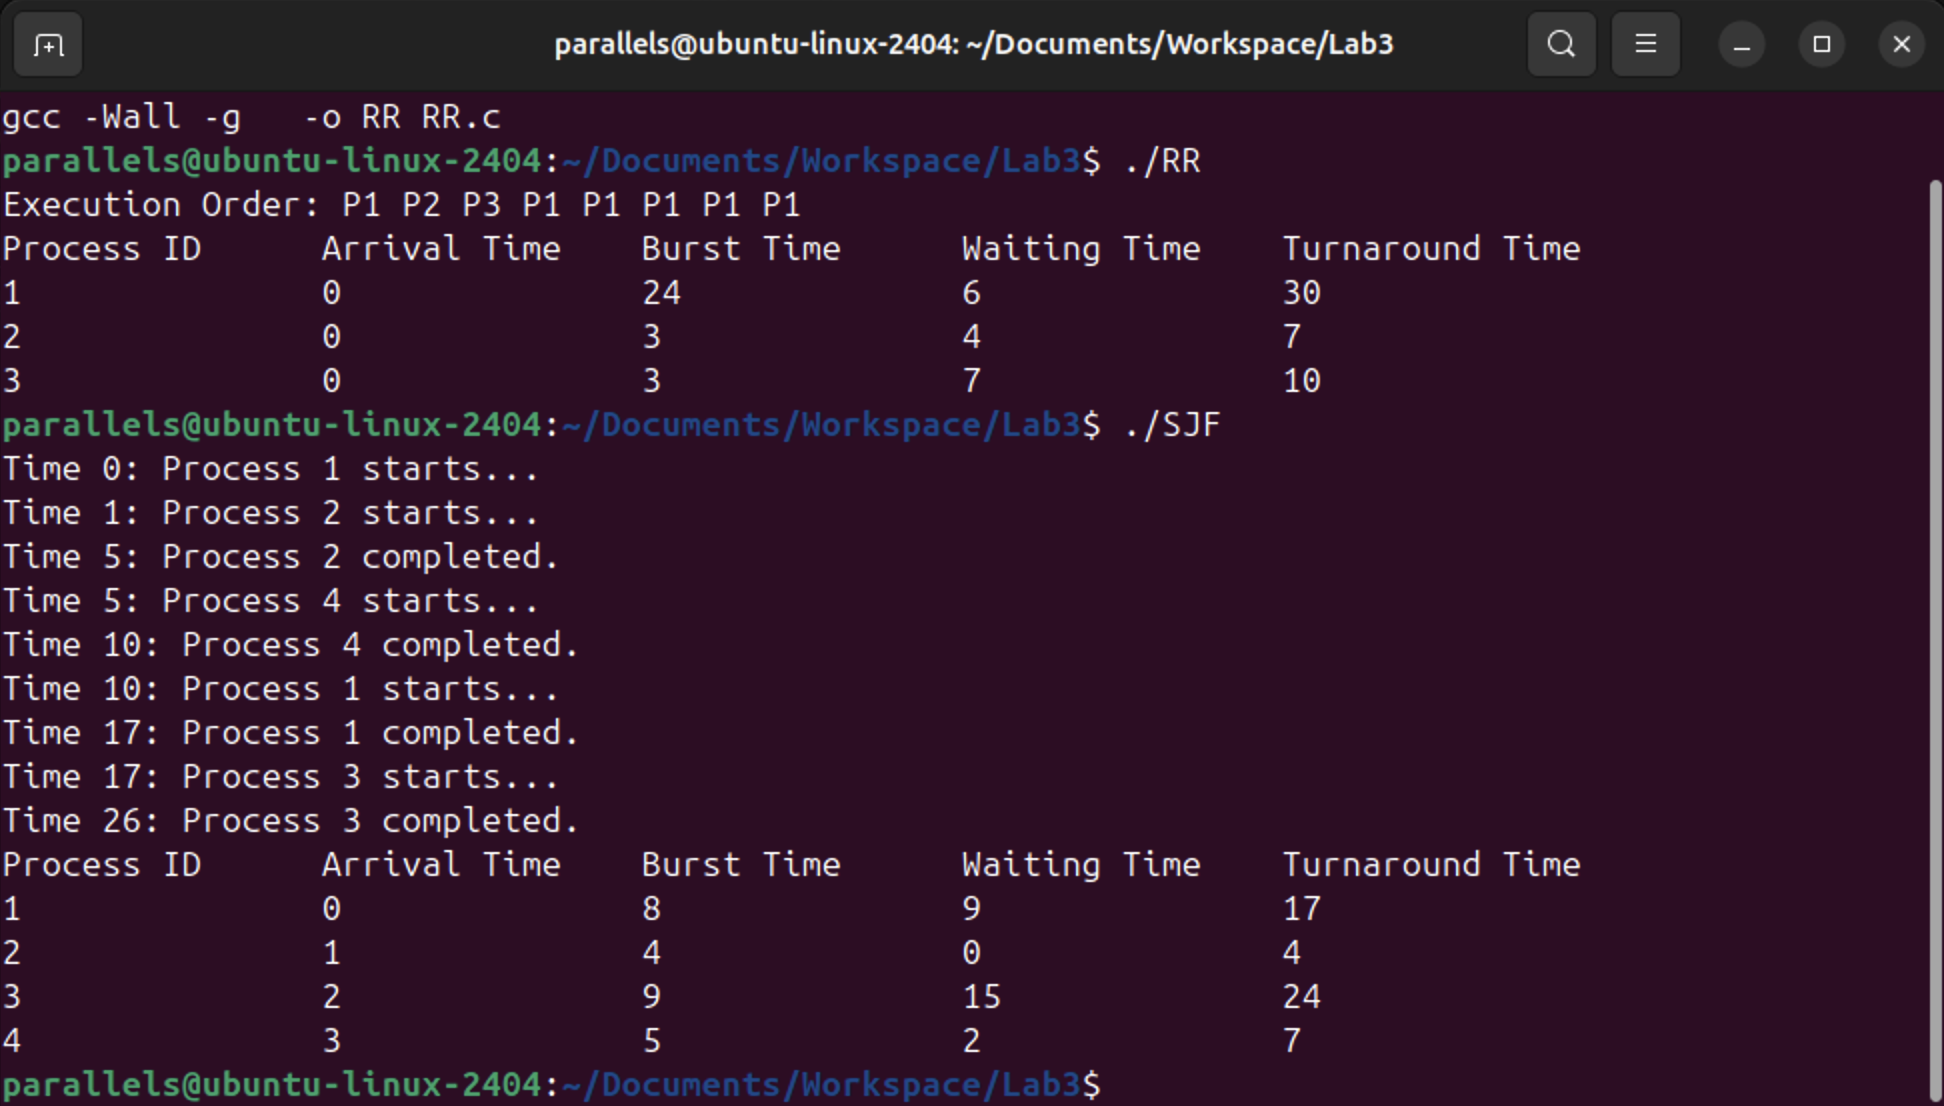 parallels@ubuntu-linux-2404: ~/Documents/Workspace/Lab3
gcc -Wall -g   -o RR RR.c
parallels@ubuntu-linux-2404:~/Documents/Workspace/Lab3$ ./RR
Execution Order: P1 P2 P3 P1 P1 P1 P1 P1
Process ID      Arrival Time    Burst Time      Waiting Time    Turnaround Time
1               0               24              6               30
2               0               3               4               7
3               0               3               7               10
parallels@ubuntu-linux-2404:~/Documents/Workspace/Lab3$ ./SJF
Time 0: Process 1 starts...
Time 1: Process 2 starts...
Time 5: Process 2 completed.
Time 5: Process 4 starts...
Time 10: Process 4 completed.
Time 10: Process 1 starts...
Time 17: Process 1 completed.
Time 17: Process 3 starts...
Time 26: Process 3 completed.
Process ID      Arrival Time    Burst Time      Waiting Time    Turnaround Time
1               0               8               9               17
2               1               4               0               4
3               2               9               15              24
4               3               5               2               7
parallels@ubuntu-linux-2404:~/Documents/Workspace/Lab3$